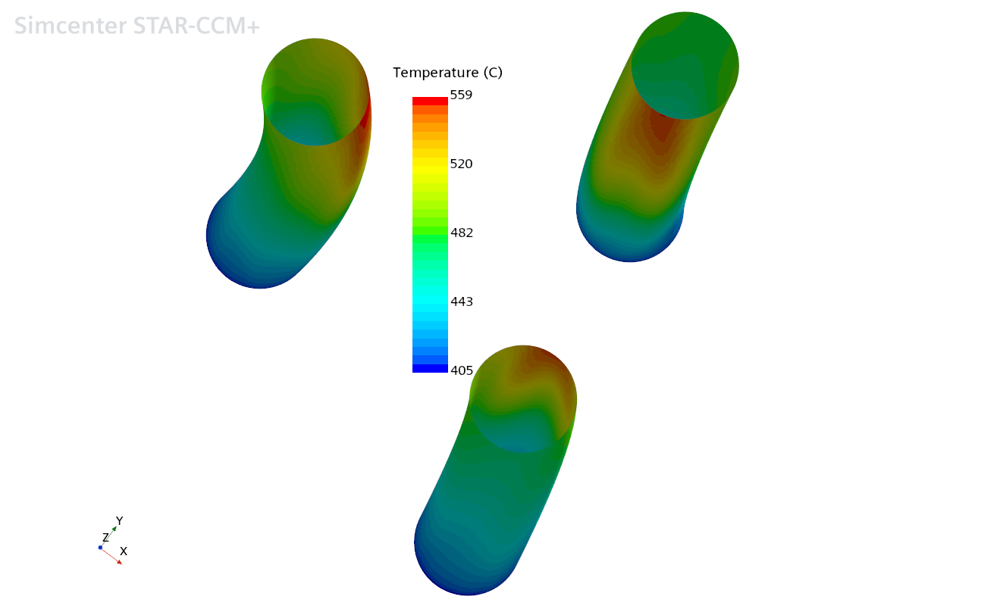 Simcenter STAR-CCM+
Temperature (C)
559
520
482
443
405
Y
Z
X